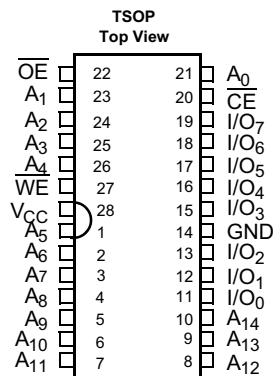 TSOP
Top View
OE 22 21 A0
A1 23 20 CE
A2 24 19 I/O7
A3 25 18 I/O6
A4 26 17 I/O5
WE 27 16 I/O4
VCC 28 15 I/O3
A5 1 14 GND
A6 2 13 I/O2
A7 3 12 I/O1
A8 4 11 I/O0
A9 5 10 A14
A10 6 9 A13
A11 7 8 A12